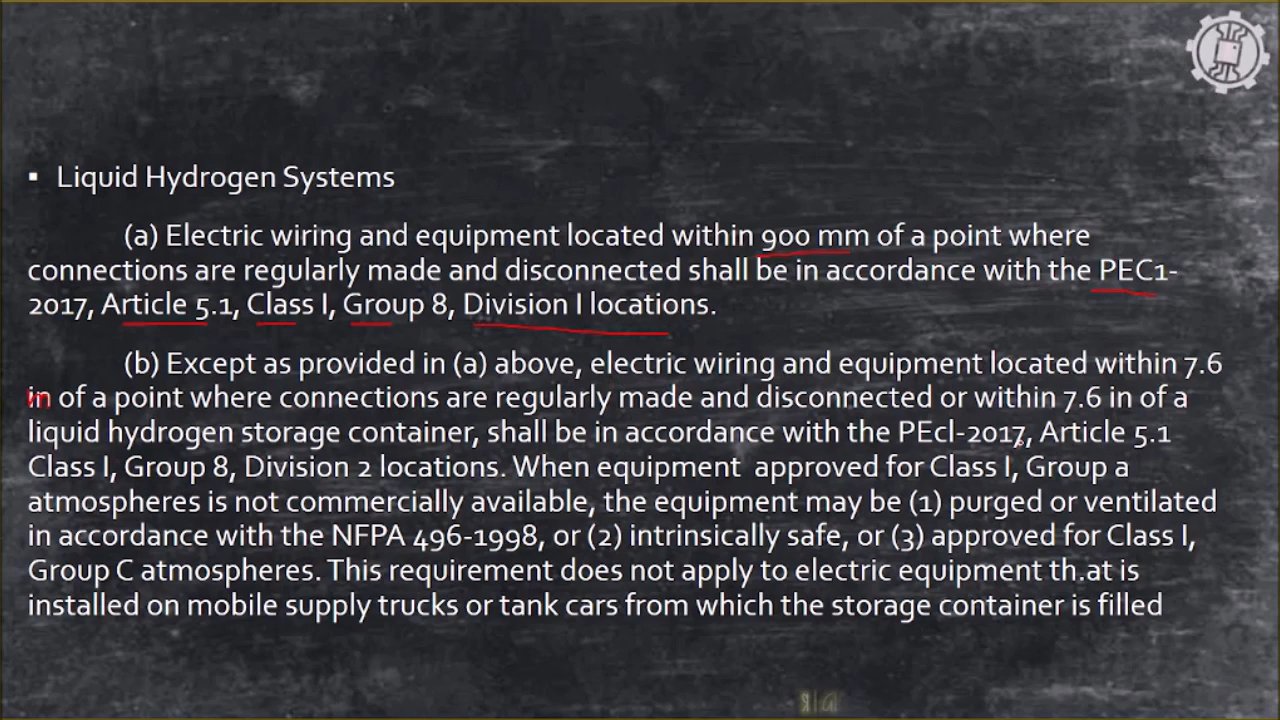 ▪ Liquid Hydrogen Systems
(a) Electric wiring and equipment located within 900 mm of a point where
connections are regularly made and disconnected shall be in accordance with the PEC1-
2017, Article 5.1, Class I, Group 8, Division I locations.
(b) Except as provided in (a) above, electric wiring and equipment located within 7.6
in of a point where connections are regularly made and disconnected or within 7.6 in of a
liquid hydrogen storage container, shall be in accordance with the PEcl-2017, Article 5.1
Class I, Group 8, Division 2 locations. When equipment approved for Class I, Group a
atmospheres is not commercially available, the equipment may be (1) purged or ventilated
in accordance with the NFPA 496-1998, or (2) intrinsically safe, or (3) approved for Class I,
Group C atmospheres. This requirement does not apply to electric equipment th.at is
installed on mobile supply trucks or tank cars from which the storage container is filled